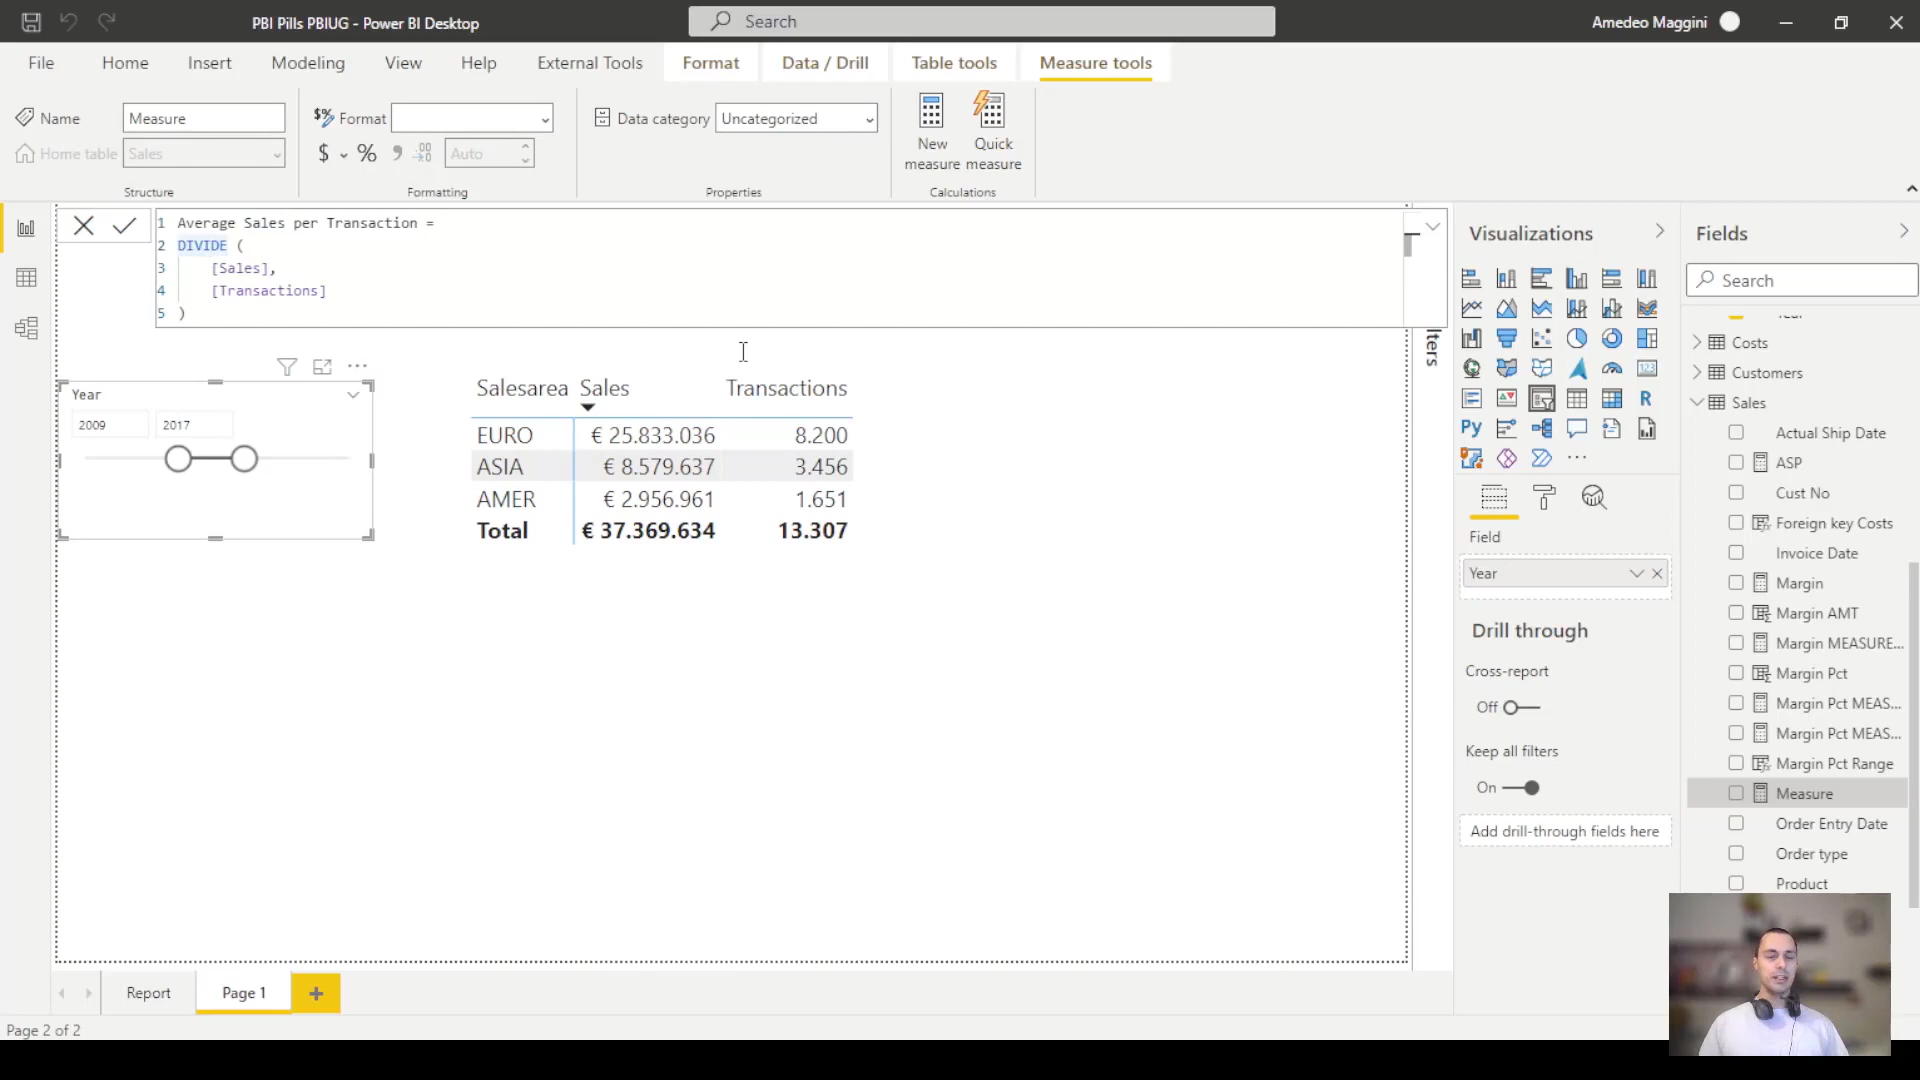 PBI Pills PBIUG - Power BI Desktop
Search
Amedeo Maggini
File
Home
Insert
Modeling
View
Help
External Tools
Format
Data / Drill
Table tools
Measure tools
Name
Measure
Home table
Sales
Structure
Format
$ % Auto
Formatting
Data category
Uncategorized
Properties
New measure
Quick measure
Calculations
1 Average Sales per Transaction =
2 DIVIDE (
3 [Sales],
4 [Transactions]
5 )
Year
2009
2017
Salesarea Sales Transactions
EURO € 25.833.036 8.200
ASIA € 8.579.637 3.456
AMER € 2.956.961 1.651
Total € 37.369.634 13.307
Visualizations
123
R
Py
Field
Year
Drill through
Cross-report
Off
Keep all filters
On
Add drill-through fields here
Fields
Search
Costs
Customers
Sales
Actual Ship Date
ASP
Cust No
Foreign key Costs
Invoice Date
Margin
Margin AMT
Margin MEASURE...
Margin Pct
Margin Pct MEAS...
Margin Pct MEAS...
Margin Pct Range
Measure
Order Entry Date
Order type
Product
Report
Page 1
Page 2 of 2